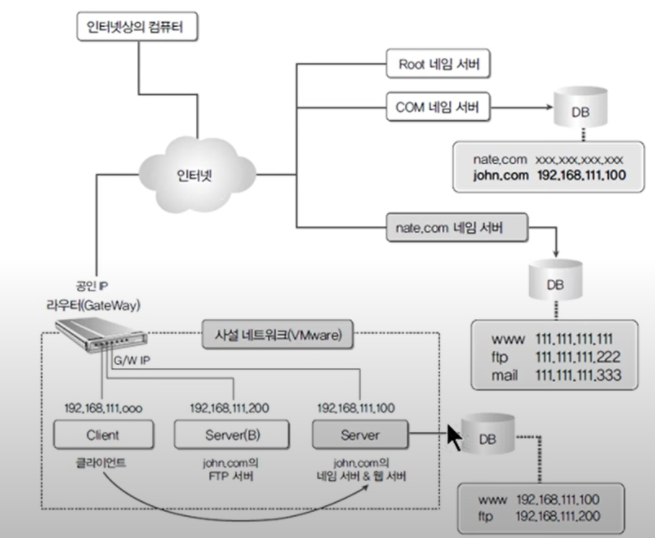 인터넷상의 컴퓨터
Root 네임 서버
COM 네임 서버
DB
인터넷
nate.com xxx.xxx.xxx.xxx
john.com 192.168.111.100
nate.com 네임 서버
DB
공인 IP
라우터(GateWay)
사설 네트워크(VMware)
www 111.111.111.111
ftp 111.111.111.222
mail 111.111.111.333
G/W IP
192.168.111.ooo
192.168.111.200
192.168.111.100
Client
Server(B)
Server
DB
클라이언트
john.com의
FTP 서버
john.com의
네임 서버 & 웹 서버
www 192.168.111.100
ftp 192.168.111.200